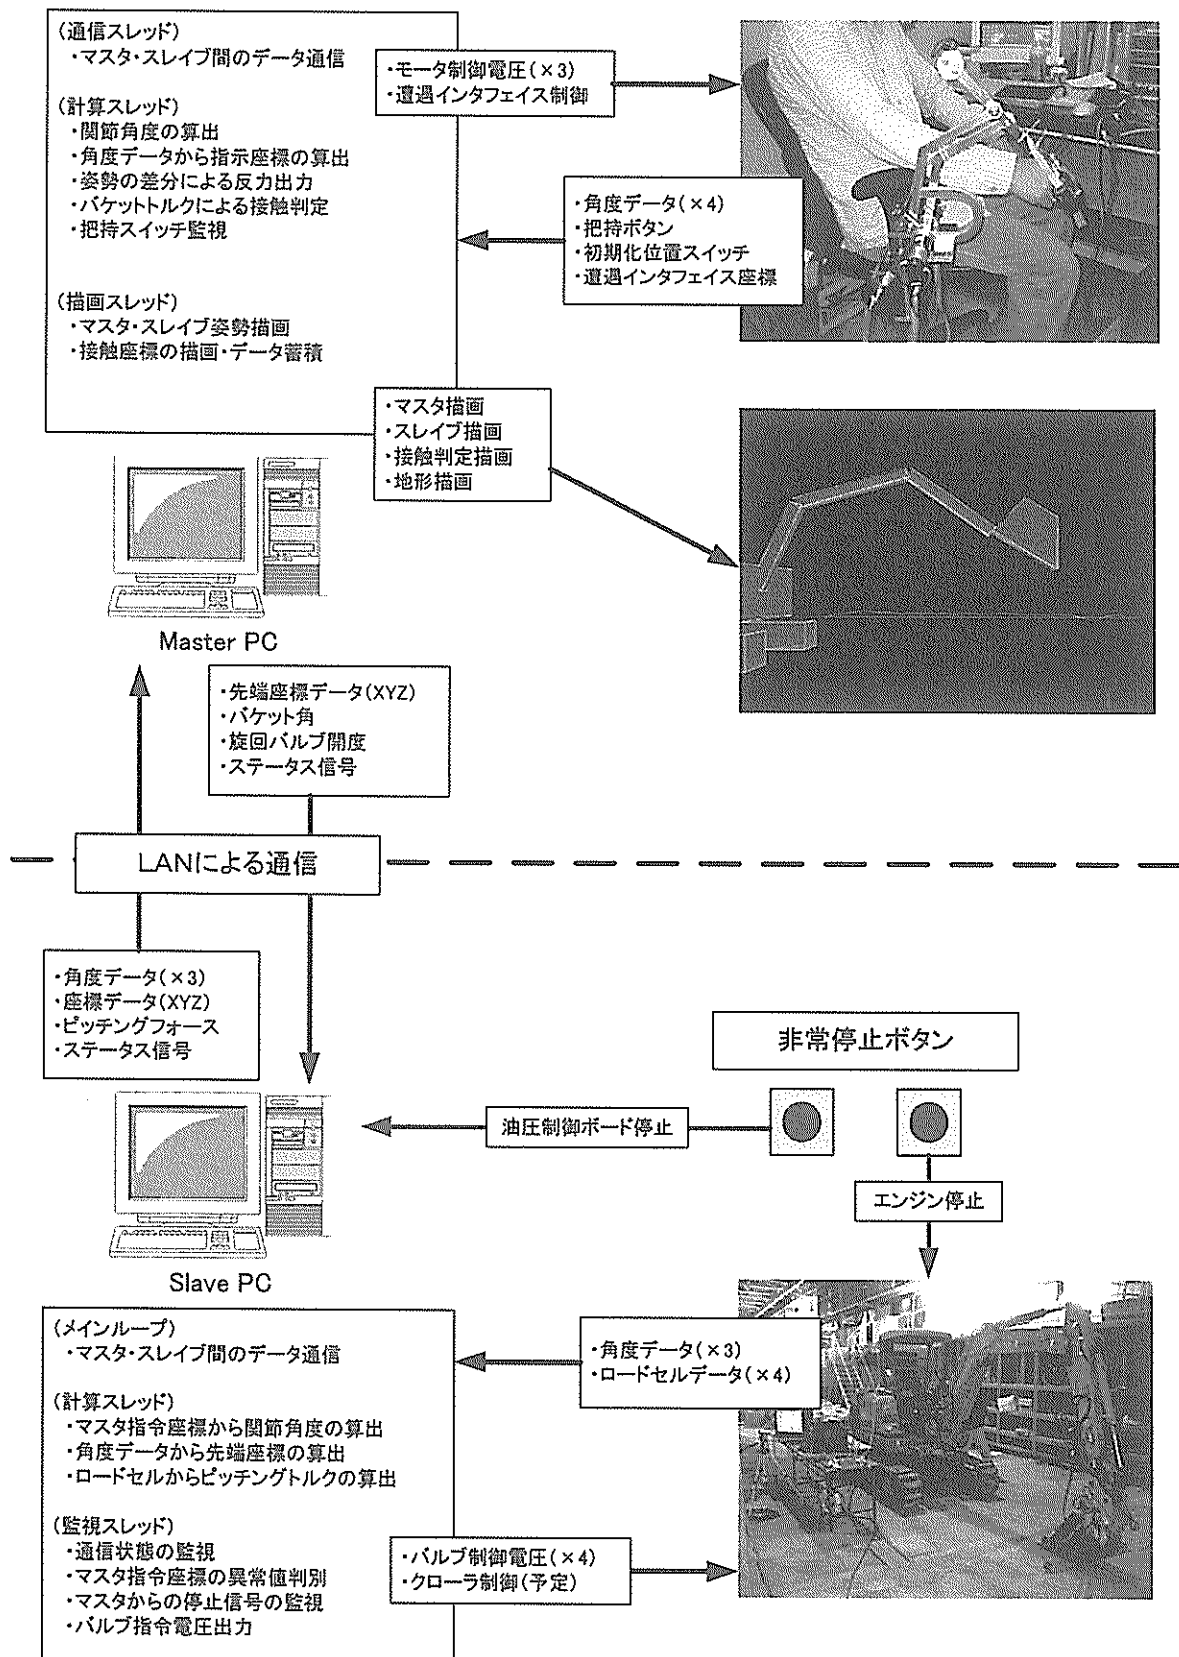 (通信スレッド)
・マスタ・スレイブ間のデータ通信
(計算スレッド)
・関節角度の算出
・角度データから指示座標の算出
・姿勢の差分による反力出力
・バケットトルクによる接触判定
・把持スイッチ監視
(描画スレッド)
・マスタ・スレイブ姿勢描画
・接触座標の描画・データ蓄積
・モータ制御電圧(×3)
・遭遇インタフェイス制御
・角度データ(×4)
・把持ボタン
・初期化位置スイッチ
・遭遇インタフェイス座標
・マスタ描画
・スレイブ描画
・接触判定描画
・地形描画
Master PC
・先端座標データ(XYZ)
・バケット角
・旋回バルブ開度
・ステータス信号
LANによる通信
・角度データ(×3)
・座標データ(XYZ)
・ピッチングフォース
・ステータス信号
非常停止ボタン
油圧制御ボード停止
エンジン停止
Slave PC
(メインループ)
・マスタ・スレイブ間のデータ通信
(計算スレッド)
・マスタ指令座標から関節角度の算出
・角度データから先端座標の算出
・ロードセルからピッチングトルクの算出
(監視スレッド)
・通信状態の監視
・マスタ指令座標の異常値判別
・マスタからの停止信号の監視
・バルブ指令電圧出力
・角度データ(×3)
・ロードセルデータ(×4)
・バルブ制御電圧(×4)
・クローラ制御(予定)